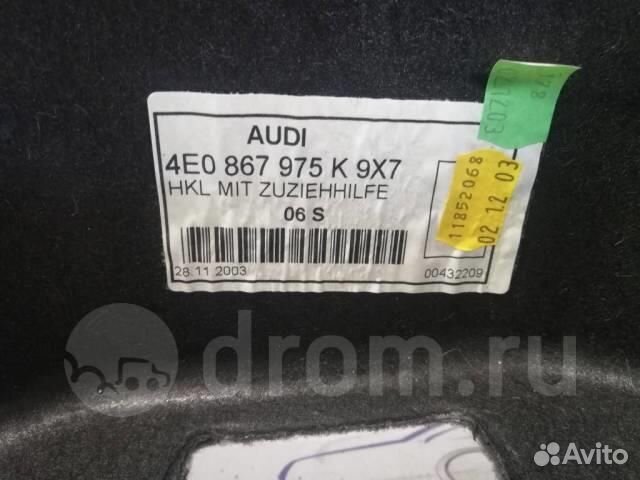 AUDI
4E0 867 975 K 9X7
HKL MIT ZUZIEHHILFE
06 S
28.11 2003
00432209
11852068
02 12 03
drom.ru
Avito